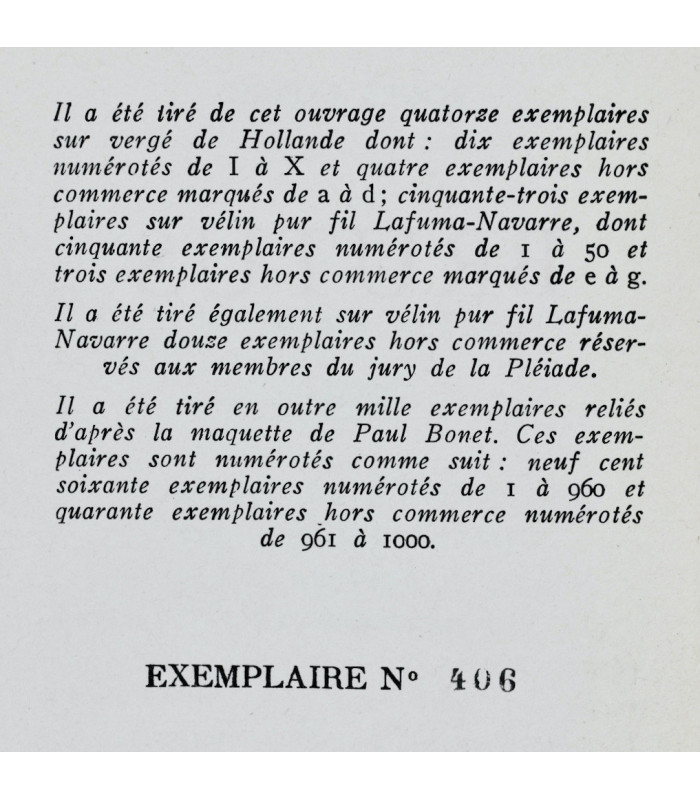 Il a été tiré de cet ouvrage quatorze exemplaires
sur vergé de Hollande dont : dix exemplaires
numérotés de I à X et quatre exemplaires hors
commerce marqués de a à d; cinquante-trois exem-
plaires sur vélin pur fil Lafuma-Navarre, dont
cinquante exemplaires numérotés de 1 à 50 et
trois exemplaires hors commerce marqués de e à g.
Il a été tiré également sur vélin pur fil Lafuma-
Navarre douze exemplaires hors commerce réser-
vés aux membres du jury de la Pléiade.
Il a été tiré en outre mille exemplaires reliés
d'après la maquette de Paul Bonet. Ces exem-
plaires sont numérotés comme suit : neuf cent
soixante exemplaires numérotés de 1 à 960 et
quarante exemplaires hors commerce numérotés
de 961 à 1000.
EXEMPLAIRE N° 406